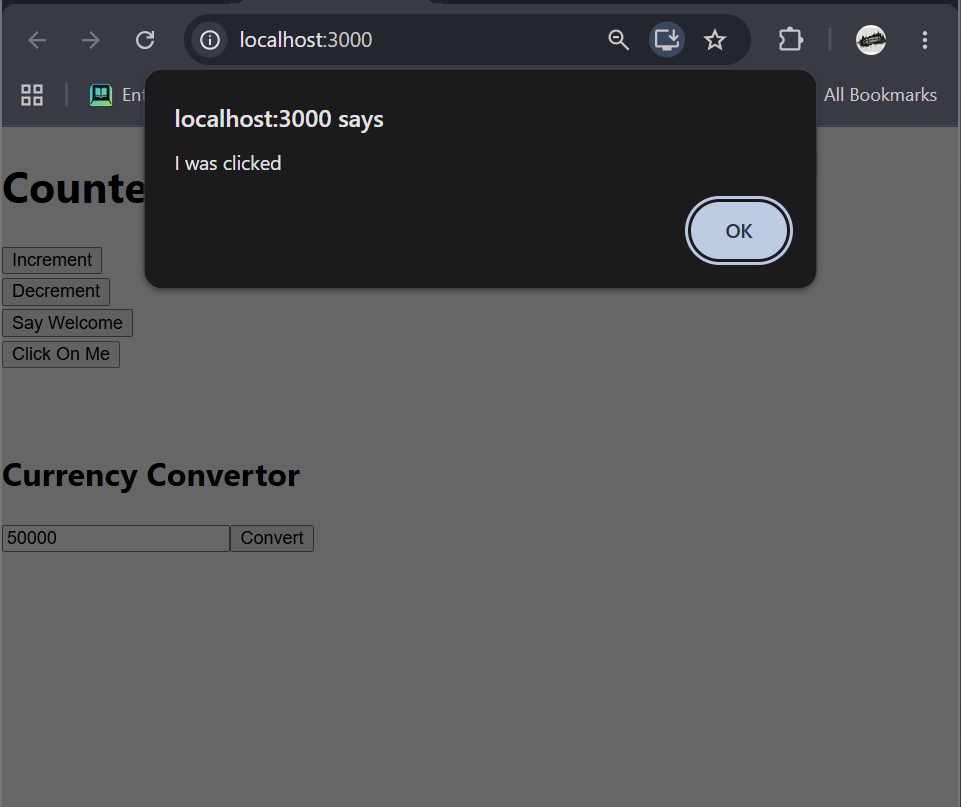 localhost:3000
All Bookmarks
localhost:3000 says
I was clicked
OK
Increment
Decrement
Say Welcome
Click On Me
Currency Convertor
50000 Convert